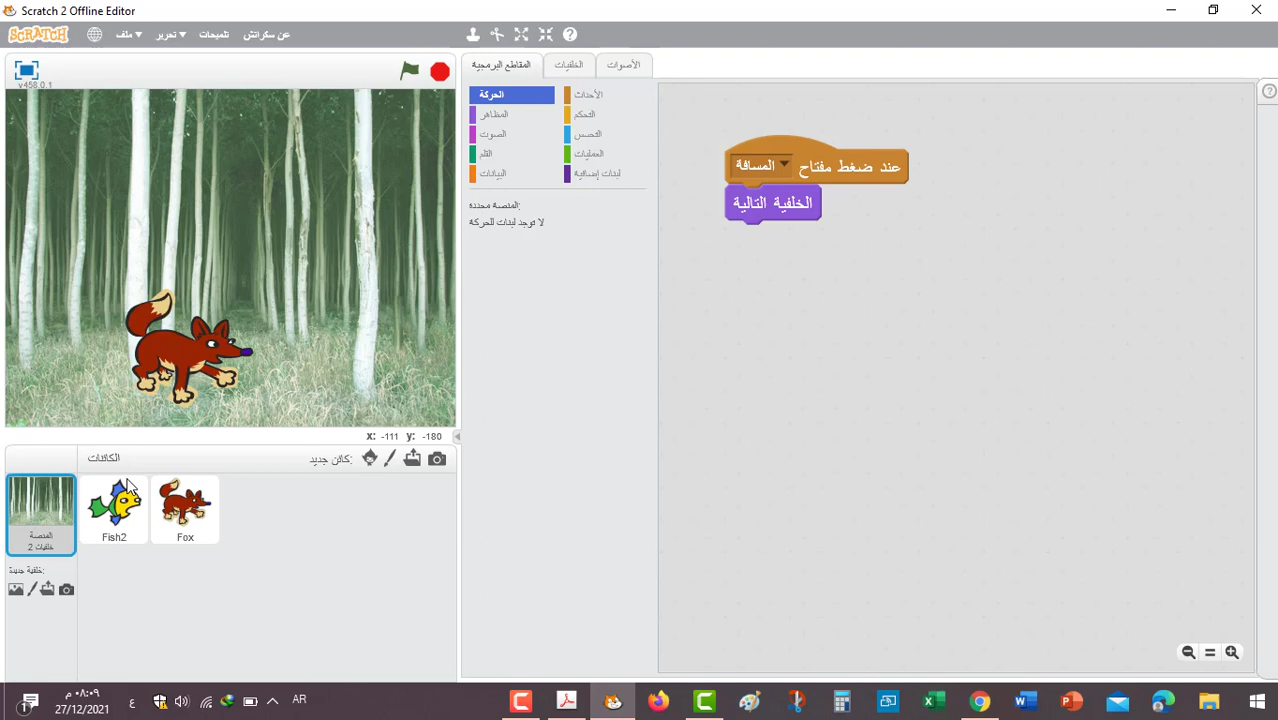 Scratch 2 Offline Editor
SCRATCH
ملف
تحرير
تلميحات
عن سكراتش
v458.0.1
المقاطع البرمجية
الخلفيات
الأصوات
الحركة
الأحداث
المظاهر
التحكم
الصوت
التحسس
القلم
العمليات
البيانات
لبنات إضافية
المنصة محددة:
لا توجد لبنات للحركة
عند ضغط مفتاح المسافة
الخلفية التالية
x: -111 y: -180
الكائنات
كائن جديد:
المنصة
2 خلفيات
Fish2
Fox
خلفية جديدة:
٠٨:٠٩ م
27/12/2021
ع
AR